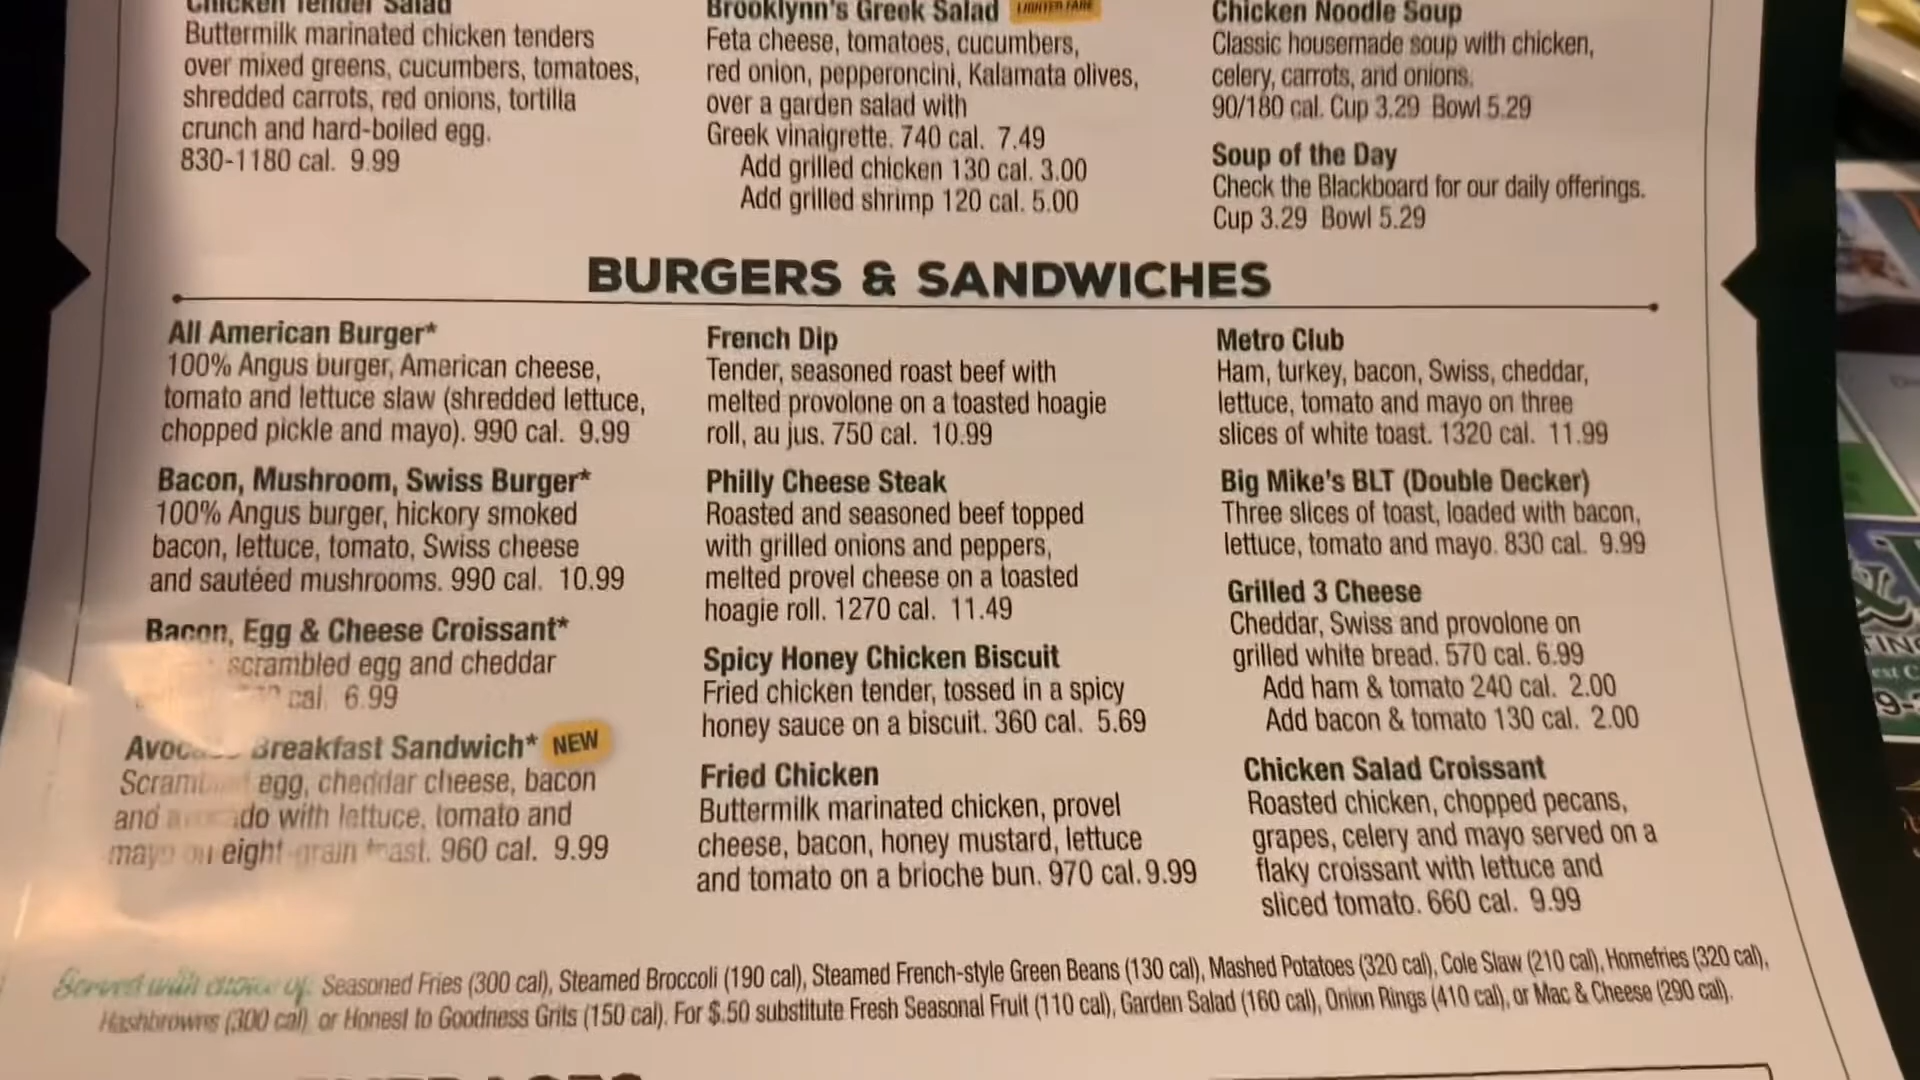 Chicken Tender Salad
Buttermilk marinated chicken tenders
over mixed greens, cucumbers, tomatoes,
shredded carrots, red onions, tortilla
crunch and hard-boiled egg.
830-1180 cal. 9.99
Brooklynn's Greek Salad LIGHTER FARE
Feta cheese, tomatoes, cucumbers,
red onion, pepperoncini, Kalamata olives,
over a garden salad with
Greek vinaigrette. 740 cal. 7.49
Add grilled chicken 130 cal. 3.00
Add grilled shrimp 120 cal. 5.00
Chicken Noodle Soup
Classic housemade soup with chicken,
celery, carrots, and onions.
90/180 cal. Cup 3.29 Bowl 5.29
Soup of the Day
Check the Blackboard for our daily offerings.
Cup 3.29 Bowl 5.29
BURGERS & SANDWICHES
All American Burger*
100% Angus burger, American cheese,
tomato and lettuce slaw (shredded lettuce,
chopped pickle and mayo). 990 cal. 9.99
Bacon, Mushroom, Swiss Burger*
100% Angus burger, hickory smoked
bacon, lettuce, tomato, Swiss cheese
and sautéed mushrooms. 990 cal. 10.99
Bacon, Egg & Cheese Croissant*
scrambled egg and cheddar
cal. 6.99
Avocado Breakfast Sandwich* NEW
Scrambled egg, cheddar cheese, bacon
and avocado with lettuce, tomato and
mayo on eight-grain toast. 960 cal. 9.99
French Dip
Tender, seasoned roast beef with
melted provolone on a toasted hoagie
roll, au jus. 750 cal. 10.99
Philly Cheese Steak
Roasted and seasoned beef topped
with grilled onions and peppers,
melted provel cheese on a toasted
hoagie roll. 1270 cal. 11.49
Spicy Honey Chicken Biscuit
Fried chicken tender, tossed in a spicy
honey sauce on a biscuit. 360 cal. 5.69
Fried Chicken
Buttermilk marinated chicken, provel
cheese, bacon, honey mustard, lettuce
and tomato on a brioche bun. 970 cal. 9.99
Metro Club
Ham, turkey, bacon, Swiss, cheddar,
lettuce, tomato and mayo on three
slices of white toast. 1320 cal. 11.99
Big Mike's BLT (Double Decker)
Three slices of toast, loaded with bacon,
lettuce, tomato and mayo. 830 cal. 9.99
Grilled 3 Cheese
Cheddar, Swiss and provolone on
grilled white bread. 570 cal. 6.99
Add ham & tomato 240 cal. 2.00
Add bacon & tomato 130 cal. 2.00
Chicken Salad Croissant
Roasted chicken, chopped pecans,
grapes, celery and mayo served on a
flaky croissant with lettuce and
sliced tomato. 660 cal. 9.99
Served with choice of: Seasoned Fries (300 cal), Steamed Broccoli (190 cal), Steamed French-style Green Beans (130 cal), Mashed Potatoes (320 cal), Cole Slaw (210 cal), Homefries (320 cal),
Hashbrowns (300 cal) or Honest to Goodness Grits (150 cal). For $.50 substitute Fresh Seasonal Fruit (110 cal), Garden Salad (160 cal), Onion Rings (410 cal), or Mac & Cheese (290 cal).